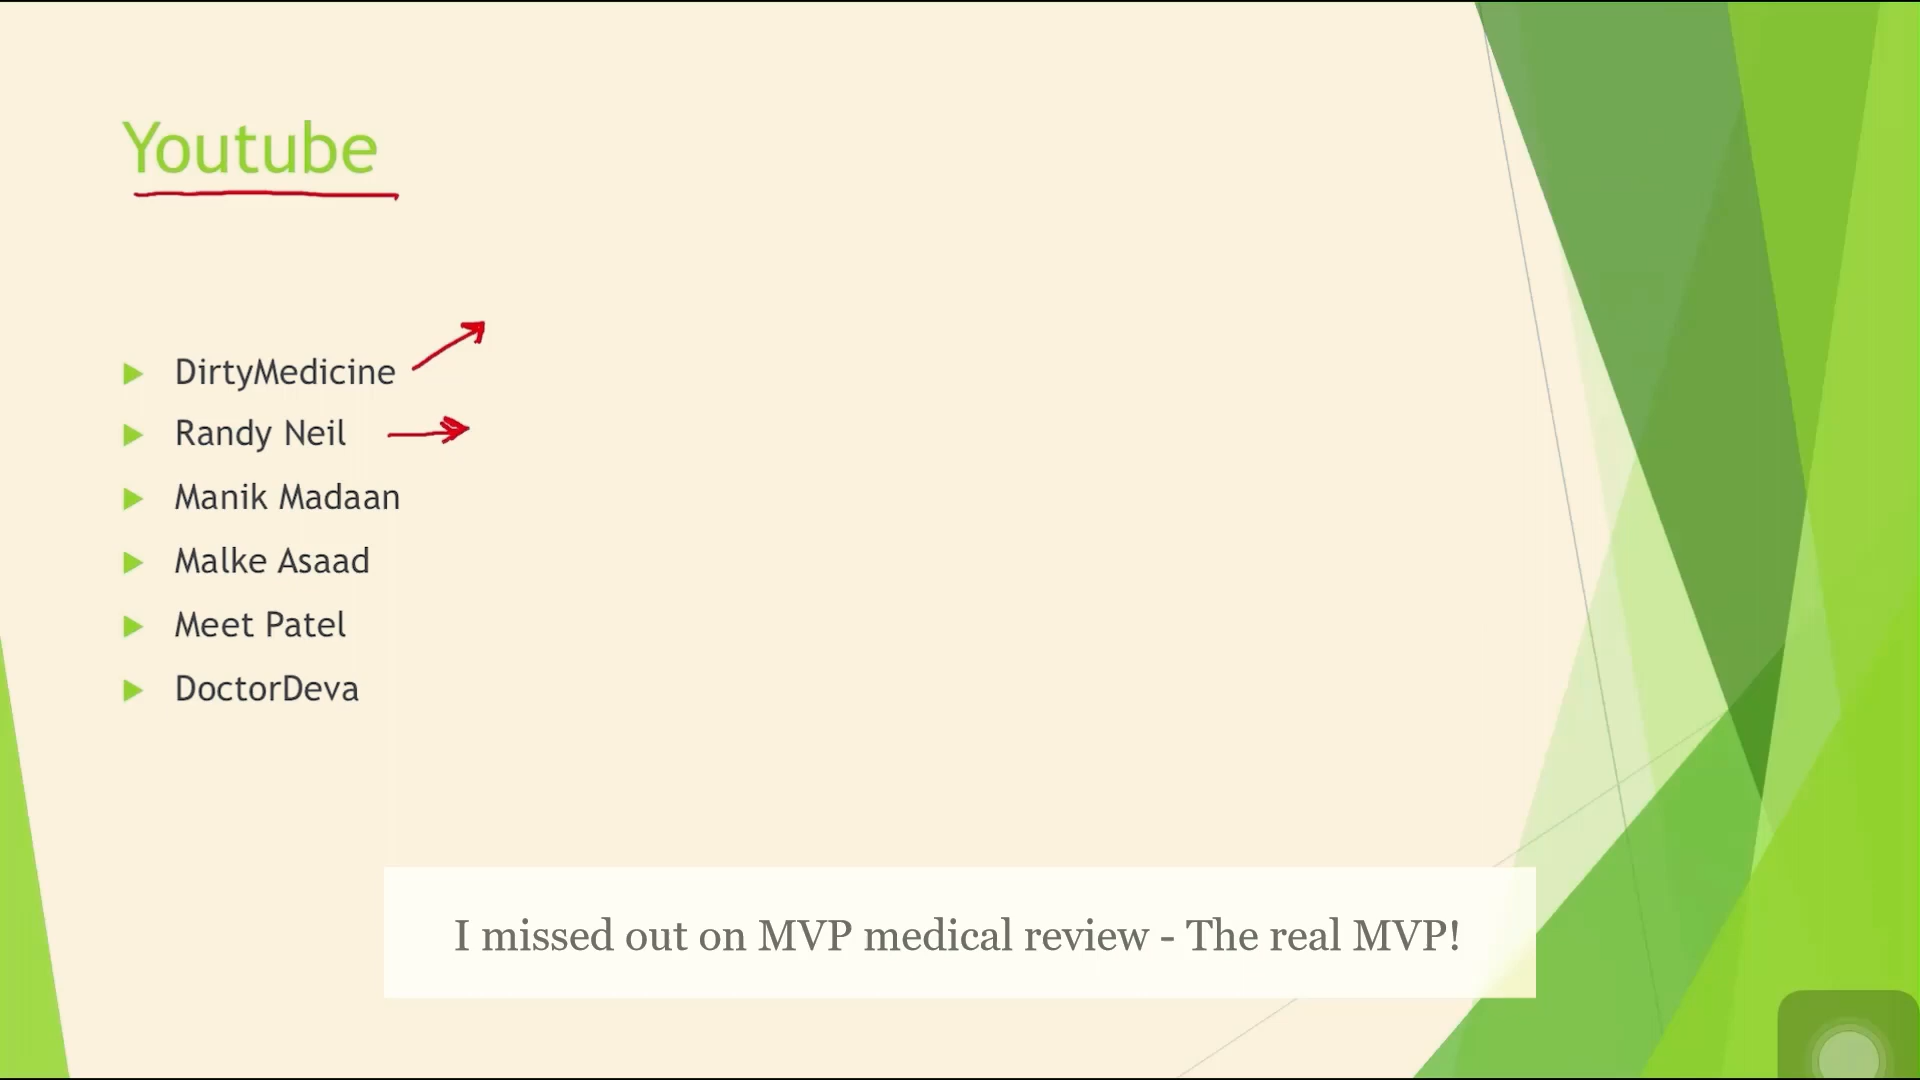 Youtube
DirtyMedicine
Randy Neil
Manik Madaan
Malke Asaad
Meet Patel
DoctorDeva
I missed out on MVP medical review - The real MVP!